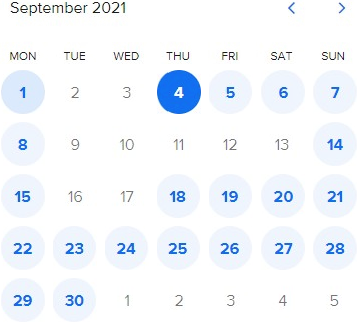 September 2021
MON TUE WED THU FRI SAT SUN
1 2 3 4 5 6 7
8 9 10 11 12 13 14
15 16 17 18 19 20 21
22 23 24 25 26 27 28
29 30 1 2 3 4 5